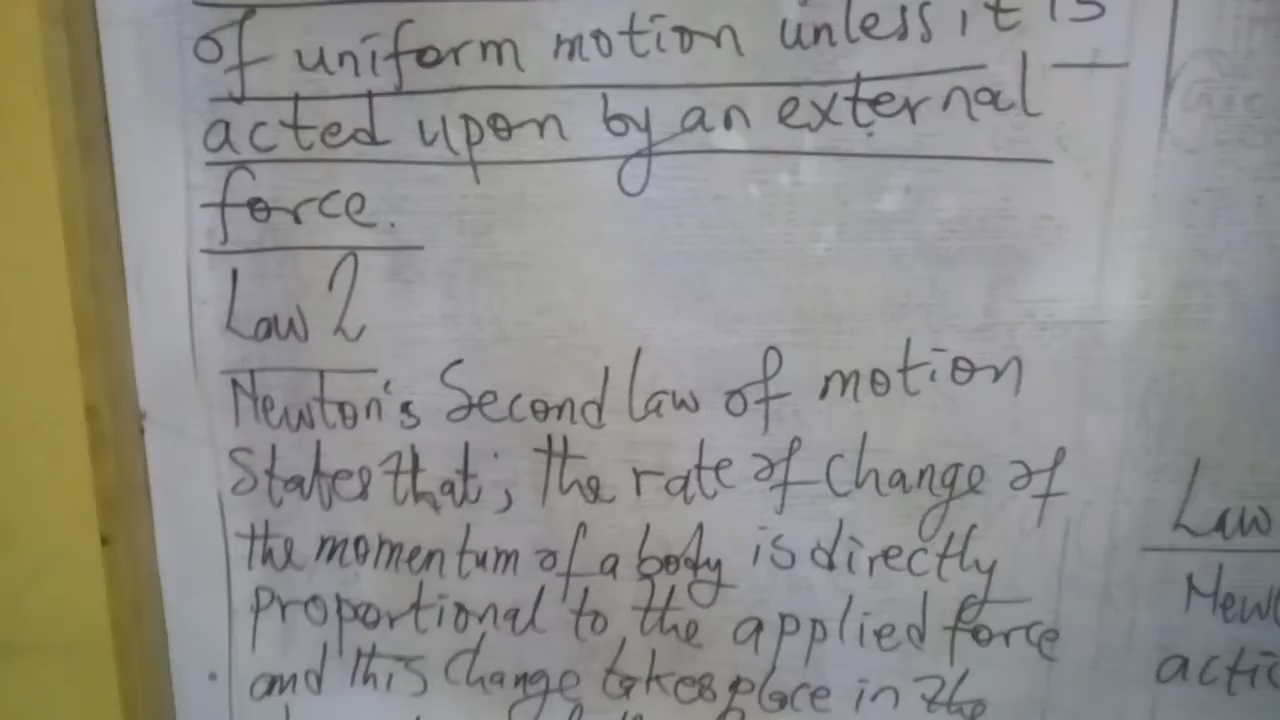 of uniform motion unless it is
acted upon by an external
force.
Law 2
Newton's Second law of motion
States that; the rate of change of
the momentum of a body is directly
proportional to the applied force
and this change takes place in the
Law
Newt
actio